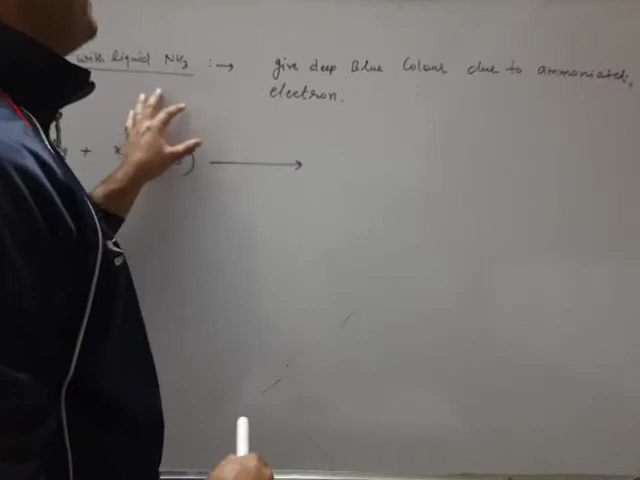 with liquid NH3 :→ give deep Blue Colour due to ammoniated,
electron.
+ x ) →